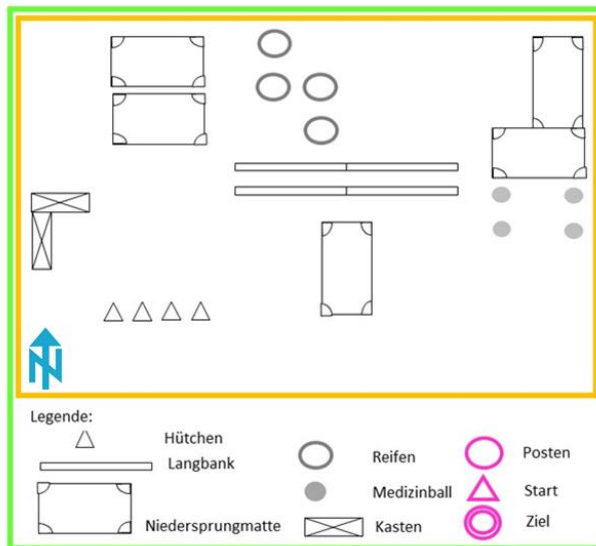 N
Legende:
Hütchen
Langbank
Niedersprungmatte
Reifen
Medizinball
Kasten
Posten
Start
Ziel